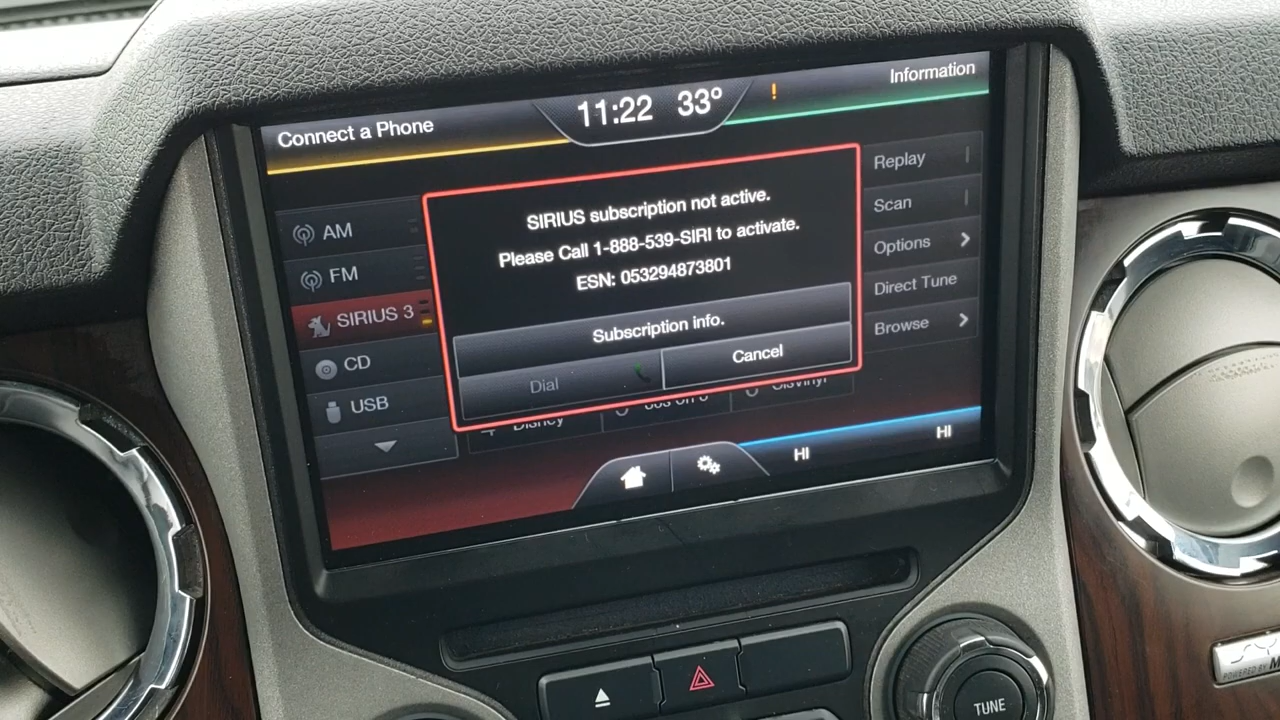 Connect a Phone
11:22 33°
!
Information
AM
FM
SIRIUS 3
CD
USB
SIRIUS subscription not active.
Please Call 1-888-539-SIRI to activate.
ESN: 053294873801
Subscription info.
Dial
Cancel
Replay
Scan
Options
Direct Tune
Browse
Disney
HI
HI
TUNE
POWERED BY